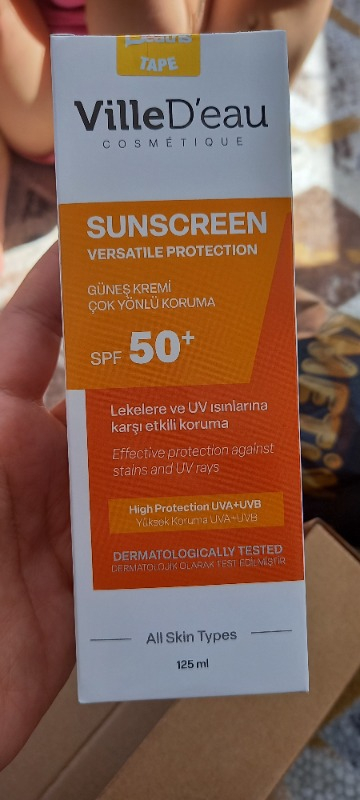 TAPE
VilleD'eau
COSMÉTIQUE
SUNSCREEN
VERSATILE PROTECTION
GÜNEŞ KREMİ
ÇOK YÖNLÜ KORUMA
SPF 50+
Lekelere ve UV ışınlarına
karşı etkili koruma
Effective protection against
stains and UV rays
High Protection UVA+UVB
Yüksek Koruma UVA+UVB
DERMATOLOGICALLY TESTED
DERMATOLOJİK OLARAK TEST EDİLMİŞTİR
All Skin Types
125 ml